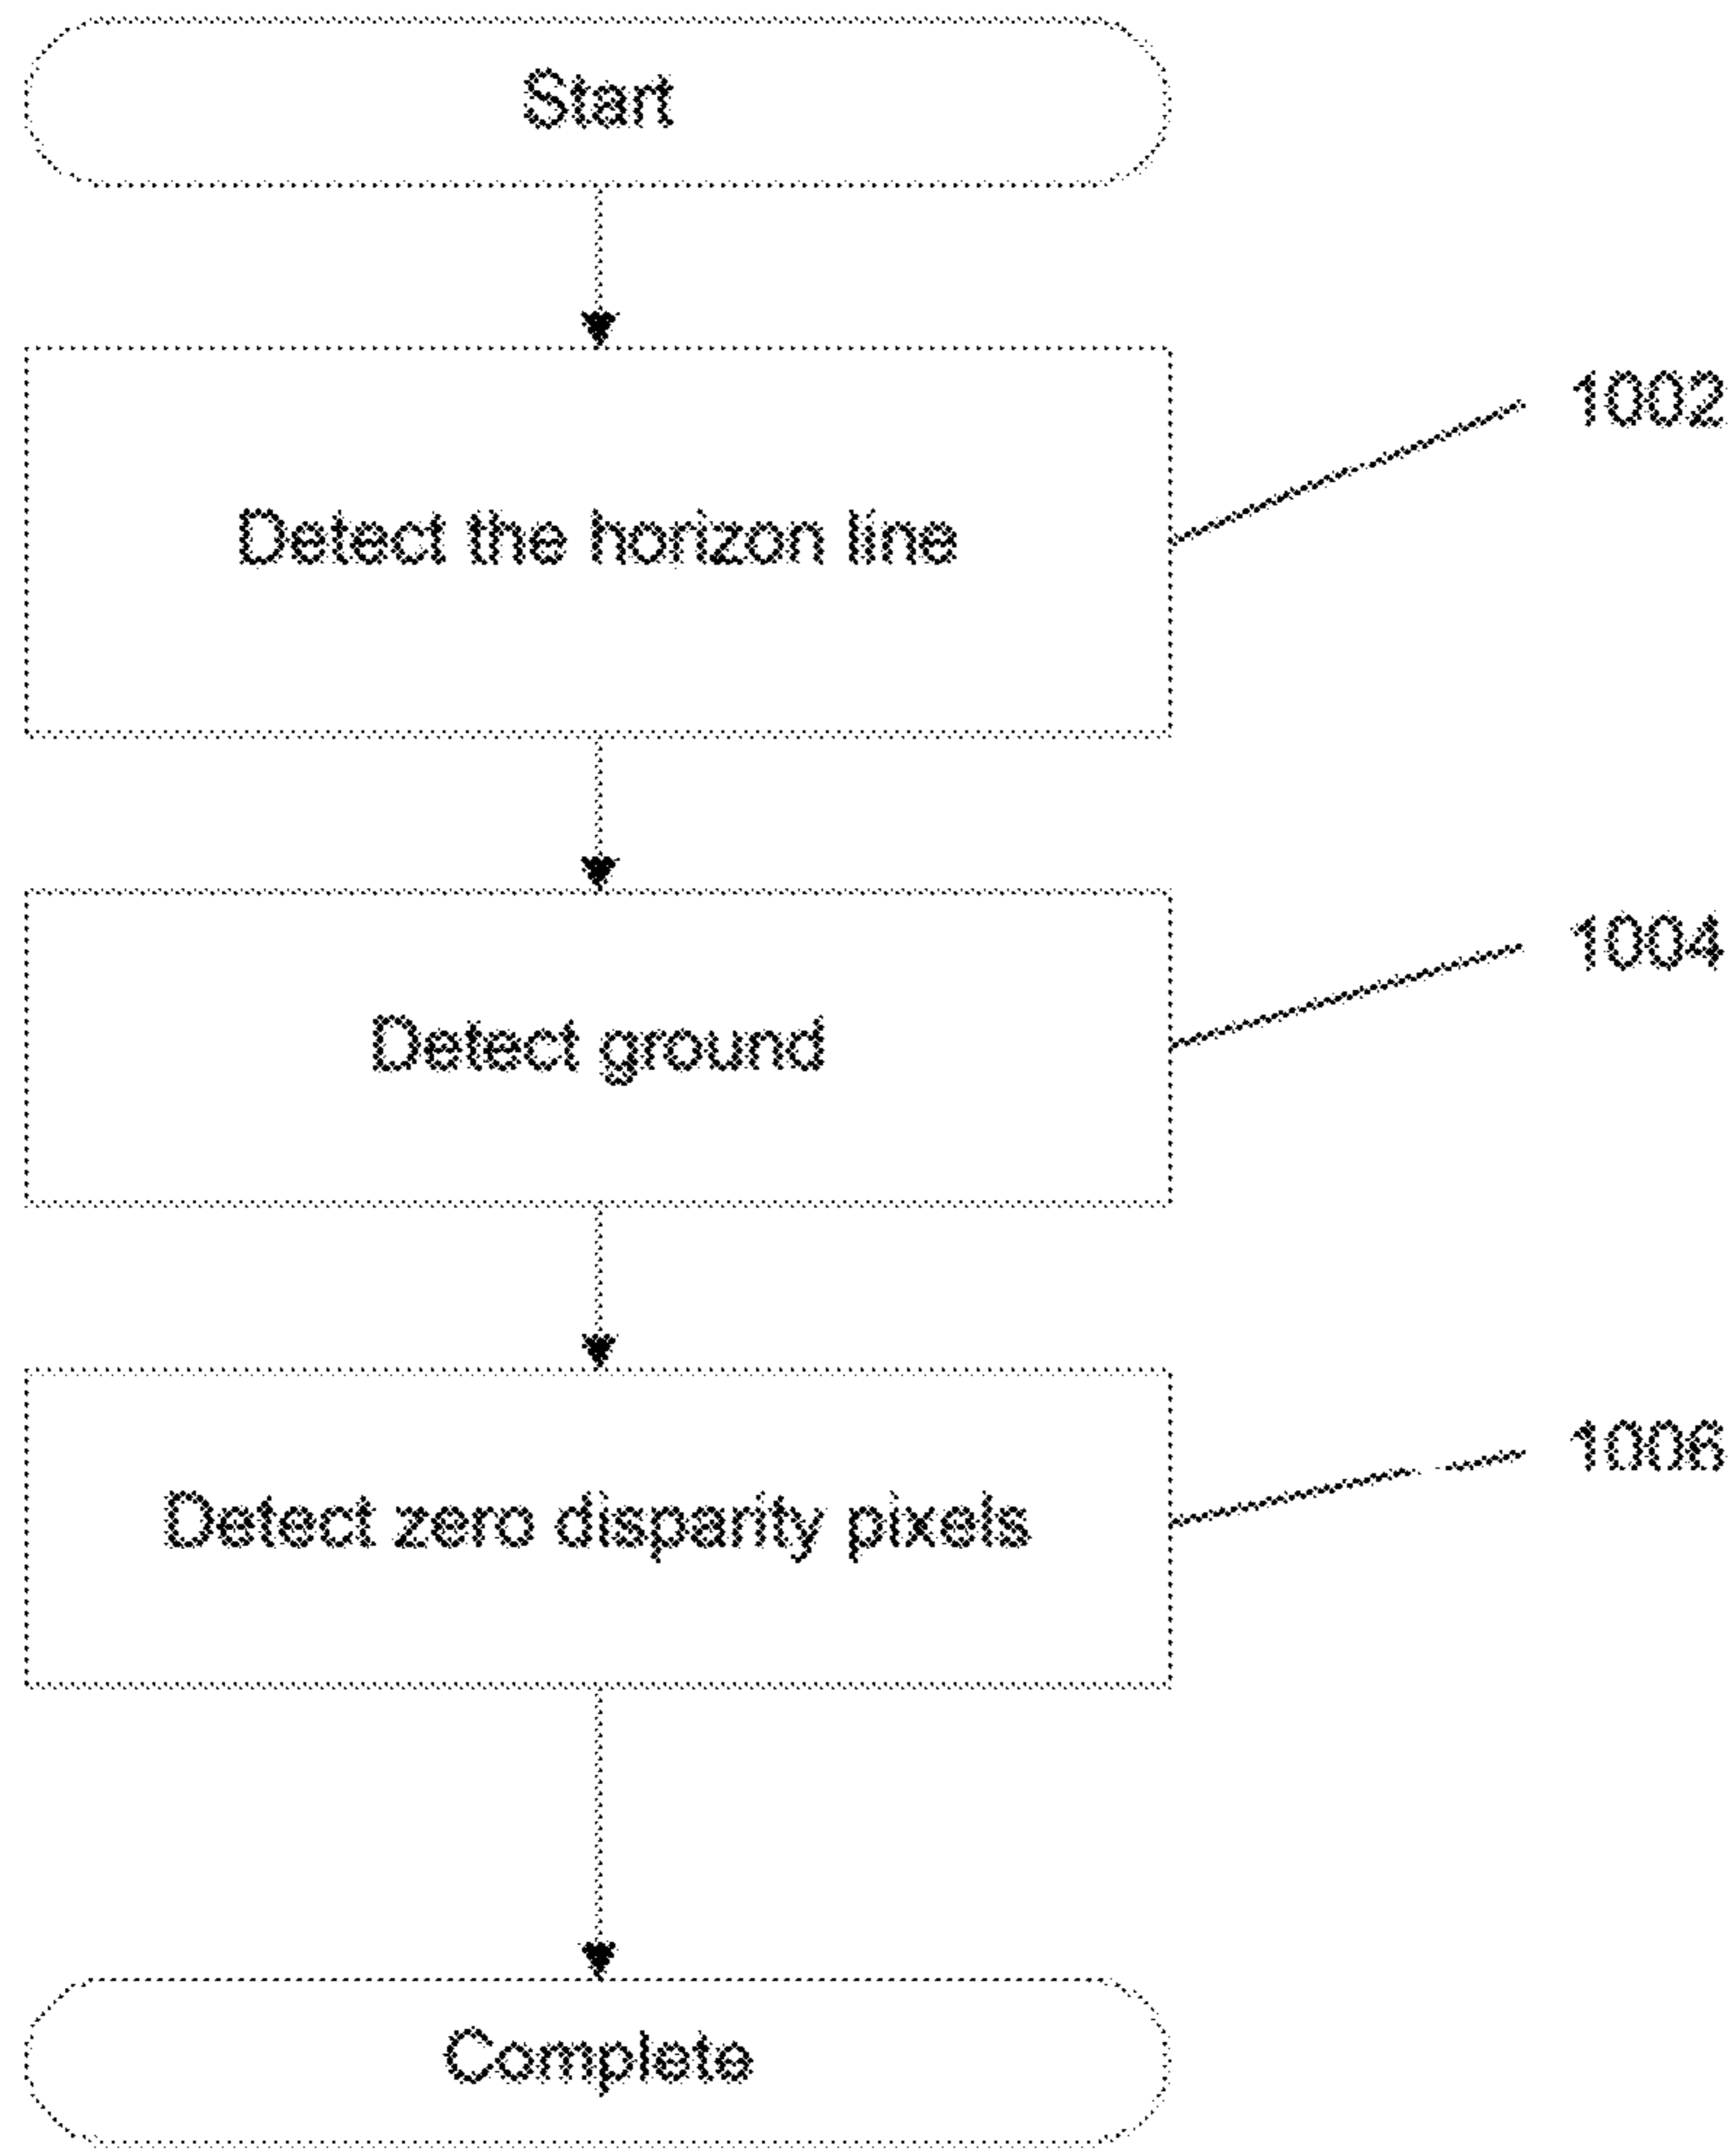 Start
Detect the horizon line
1002
Detect ground
1004
Detect zero disparity pixels
1006
Complete